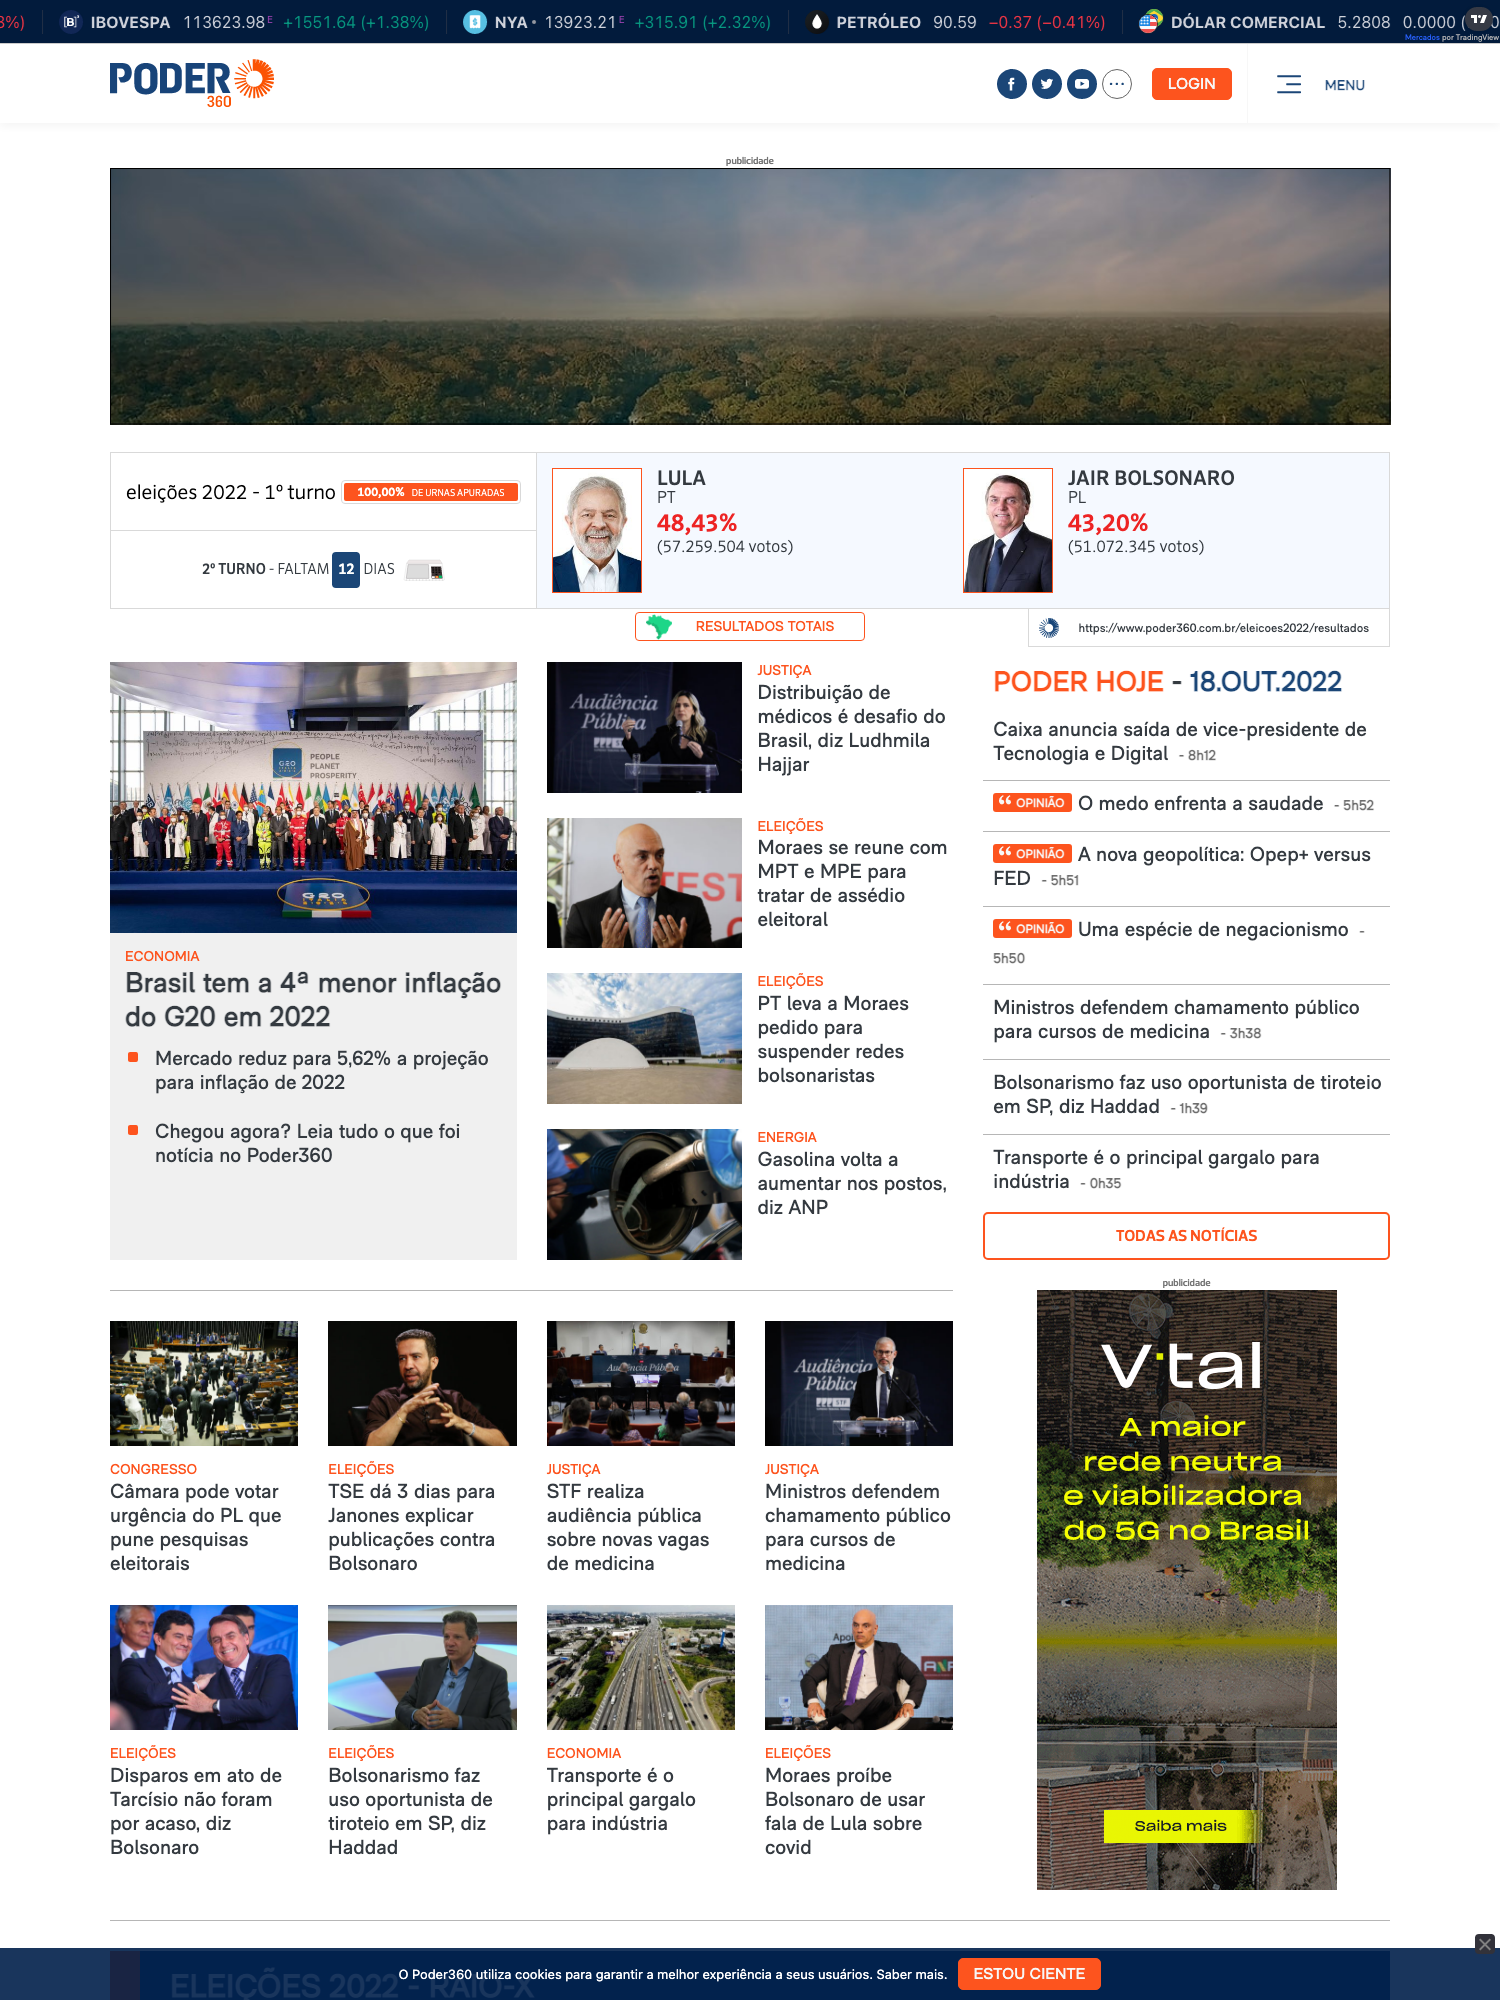 3%)
IBOVESPA 113623.98 E +1551.64 (+1.38%)
NYA 13923.21 E +315.91 (+2.32%)
PETRÓLEO 90.59 −0.37 (−0.41%)
DÓLAR COMERCIAL 5.2808 0.0000 (
Mercados por TradingView
PODER
360
LOGIN
MENU
publicidade
eleições 2022 - 1º turno
100,00% DE URNAS APURADAS
2º TURNO - FALTAM 12 DIAS
LULA
PT
48,43%
(57.259.504 votos)
JAIR BOLSONARO
PL
43,20%
(51.072.345 votos)
RESULTADOS TOTAIS
https://www.poder360.com.br/eleicoes2022/resultados
PEOPLE
PLANET
PROSPERITY
ECONOMIA
Brasil tem a 4ª menor inflação
do G20 em 2022
Mercado reduz para 5,62% a projeção
para inflação de 2022
Chegou agora? Leia tudo o que foi
notícia no Poder360
Audiência
Pública
JUSTIÇA
Distribuição de
médicos é desafio do
Brasil, diz Ludhmila
Hajjar
TEST
ELEIÇÕES
Moraes se reune com
MPT e MPE para
tratar de assédio
eleitoral
ELEIÇÕES
PT leva a Moraes
pedido para
suspender redes
bolsonaristas
ENERGIA
Gasolina volta a
aumentar nos postos,
diz ANP
PODER HOJE - 18.OUT.2022
Caixa anuncia saída de vice-presidente de
Tecnologia e Digital - 8h12
OPINIÃO O medo enfrenta a saudade - 5h52
OPINIÃO A nova geopolítica: Opep+ versus
FED - 5h51
OPINIÃO Uma espécie de negacionismo -
5h50
Ministros defendem chamamento público
para cursos de medicina - 3h38
Bolsonarismo faz uso oportunista de tiroteio
em SP, diz Haddad - 1h39
Transporte é o principal gargalo para
indústria - 0h35
TODAS AS NOTÍCIAS
publicidade
V.tal
A maior
rede neutra
e viabilizadora
do 5G no Brasil
Saiba mais
CONGRESSO
Câmara pode votar
urgência do PL que
pune pesquisas
eleitorais
ELEIÇÕES
TSE dá 3 dias para
Janones explicar
publicações contra
Bolsonaro
Audiência Pública
JUSTIÇA
STF realiza
audiência pública
sobre novas vagas
de medicina
Audiência
Pública
JUSTIÇA
Ministros defendem
chamamento público
para cursos de
medicina
ELEIÇÕES
Disparos em ato de
Tarcísio não foram
por acaso, diz
Bolsonaro
ELEIÇÕES
Bolsonarismo faz
uso oportunista de
tiroteio em SP, diz
Haddad
ECONOMIA
Transporte é o
principal gargalo
para indústria
ELEIÇÕES
Moraes proíbe
Bolsonaro de usar
fala de Lula sobre
covid
ELEIÇÕES 2022 - RAIO-X
O Poder360 utiliza cookies para garantir a melhor experiência a seus usuários. Saber mais.
ESTOU CIENTE